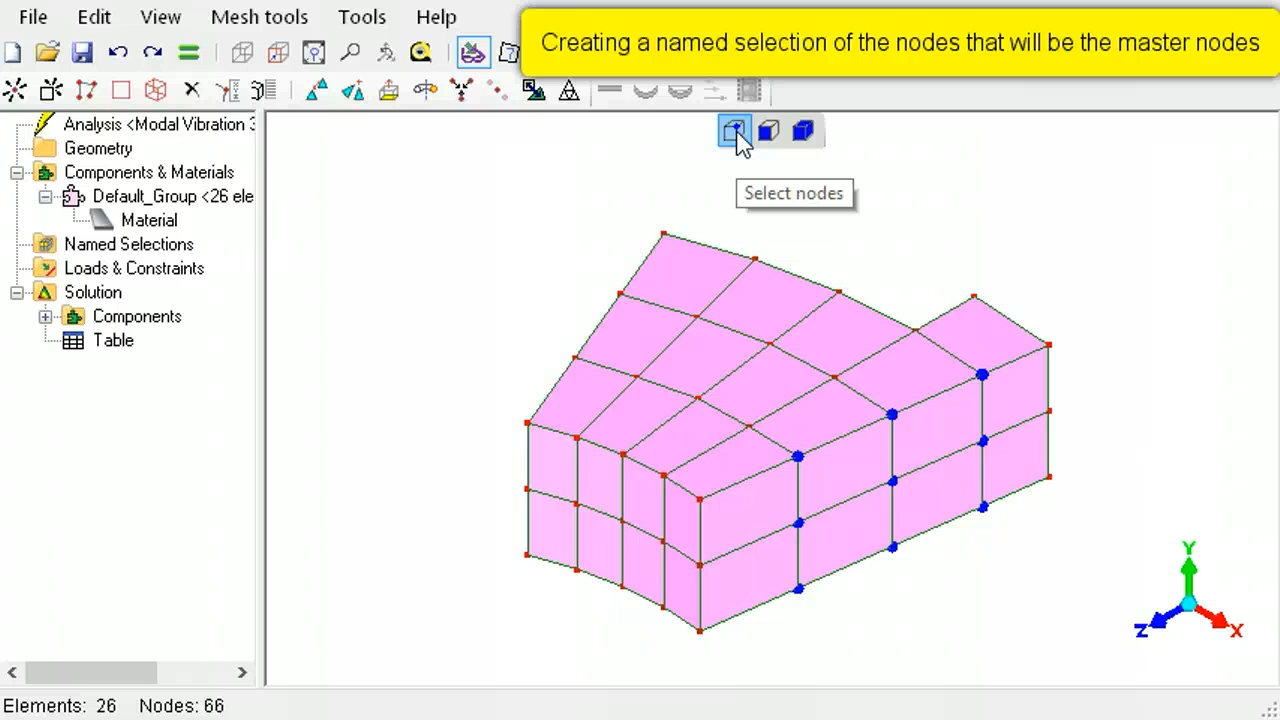 File Edit View Mesh tools Tools Help
Creating a named selection of the nodes that will be the master nodes
Analysis <Modal Vibration 3
Geometry
Components & Materials
Default_Group <26 ele
Material
Named Selections
Loads & Constraints
Solution
Components
Table
Select nodes
Y
Z
X
Elements: 26 Nodes: 66